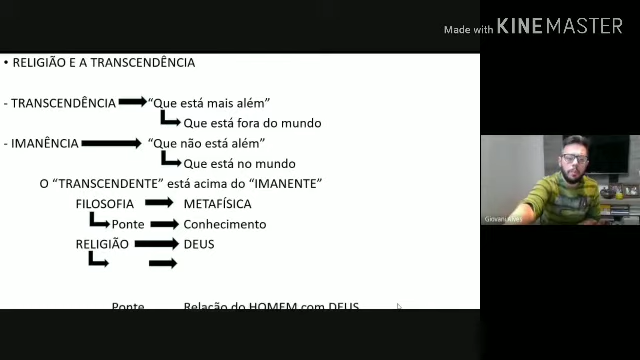 Made with KINEMASTER
• RELIGIÃO E A TRANSCENDÊNCIA
- TRANSCENDÊNCIA "Que está mais além"
Que está fora do mundo
- IMANÊNCIA "Que não está além"
Que está no mundo
O "TRANSCENDENTE" está acima do "IMANENTE"
FILOSOFIA METAFÍSICA
Ponte Conhecimento
RELIGIÃO DEUS
Ponte Relação do HOMEM com DEUS